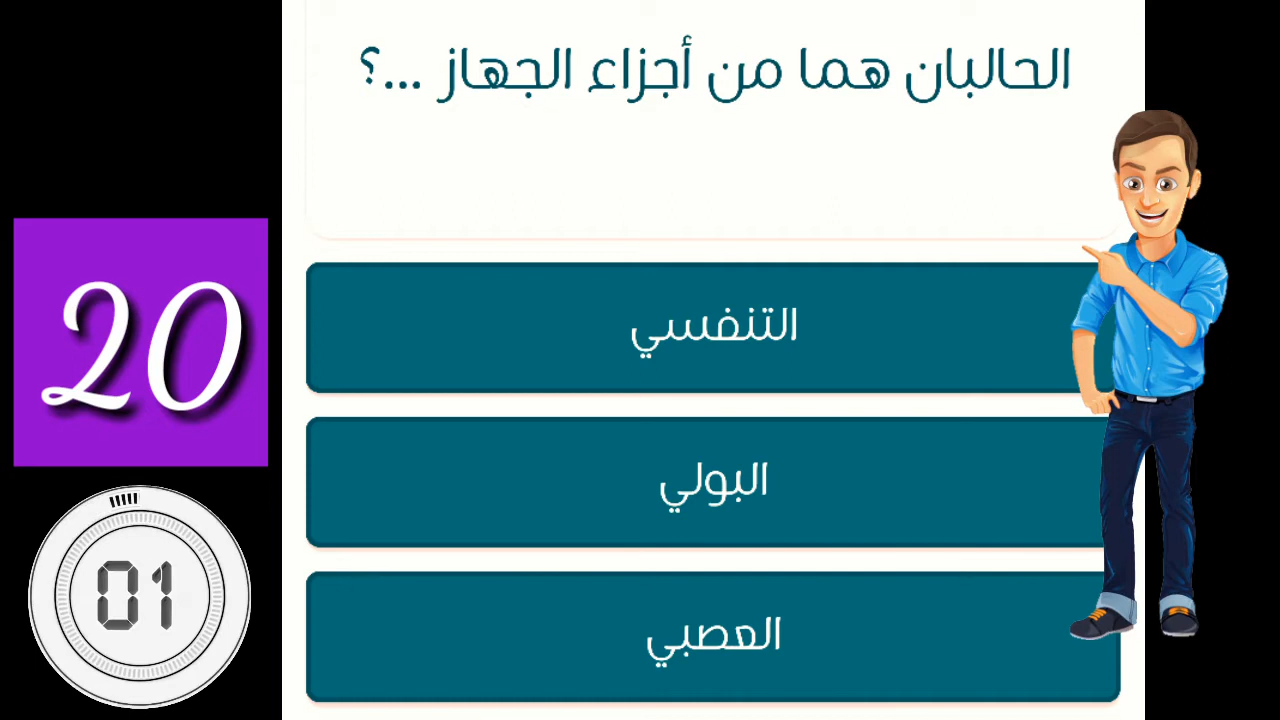 الحالبان هما من أجزاء الجهاز ...؟
التنفسي
البولي
العصبي
20
01